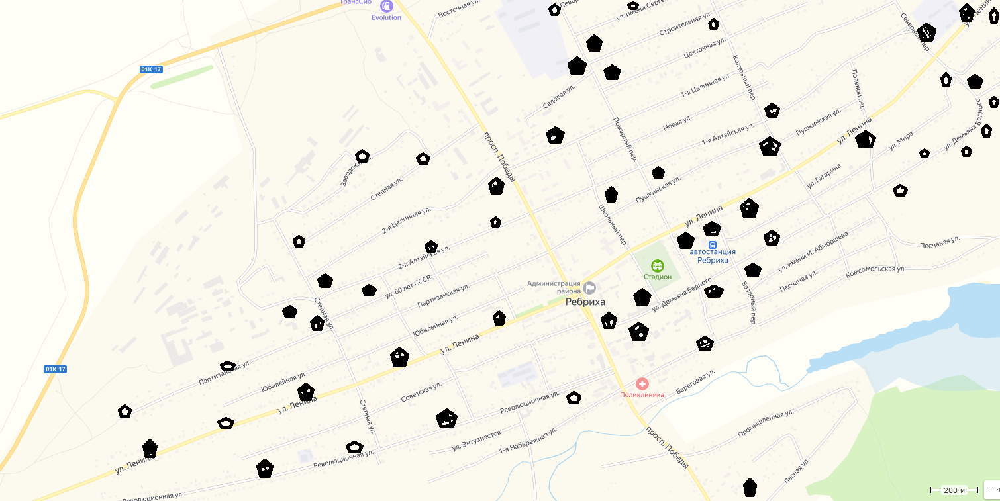 ТрансСиб
Evolution
Восточная ул.
ул. имени Серге
Строительная ул.
Цветочная ул.
Северный пер.
ул. Ленин
01К-17
Колхозный пер.
Полевой пер.
1-я Целинная ул.
Садовая ул.
Новая ул.
Пожарный пер.
1-я Алтайская ул.
Пушкинская ул.
ул. Ленина
ул. Мира
ул. Демьяна Бедного
просп. Победы
Заводская ул.
Степная ул.
ул. Гагарина
Пушкинская ул.
2-я Целинная ул.
Школьный пер.
ул. Ленина
автостанция
Ребриха
Песчаная ул.
ул. имени И. Абморшева
2-я Алтайская ул.
Стадион
Комсомольская ул.
Песчаная ул.
ул. 60 лет СССР
Администрация
района
Ребриха
Партизанская ул.
ул. Демьяна Бедного
Базарный пер.
Степная ул.
Юбилейная ул.
ул. Ленина
01К-17
Партизанская ул.
Юбилейная ул.
Советская ул.
Береговая ул.
Поликлиника
ул. Ленина
Революционная ул.
Степная ул.
Промышленная ул.
ул. Энтузиастов
1-я Набережная ул.
просп. Победы
ул. Ленина
Революционная ул.
Лесная ул.
Революционная ул.
200 м